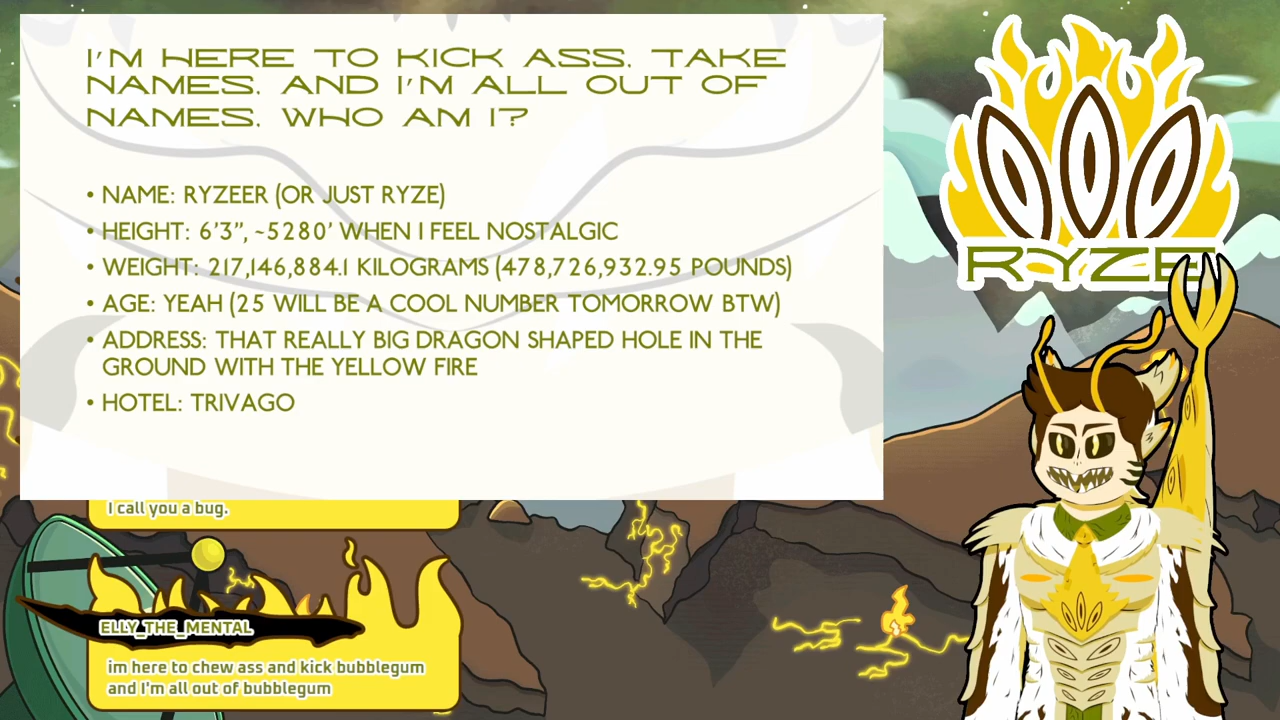 I'M HERE TO KICK ASS. TAKE
NAMES. AND I'M ALL OUT OF
NAMES. WHO AM I?
• NAME: RYZEER (OR JUST RYZE)
• HEIGHT: 6'3", ~5280' WHEN I FEEL NOSTALGIC
• WEIGHT: 217,146,884.1 KILOGRAMS (478,726,932.95 POUNDS)
• AGE: YEAH (25 WILL BE A COOL NUMBER TOMORROW BTW)
• ADDRESS: THAT REALLY BIG DRAGON SHAPED HOLE IN THE
GROUND WITH THE YELLOW FIRE
• HOTEL: TRIVAGO
RYZE
I call you a bug.
ELLY_THE_MENTAL
im here to chew ass and kick bubblegum
and I'm all out of bubblegum